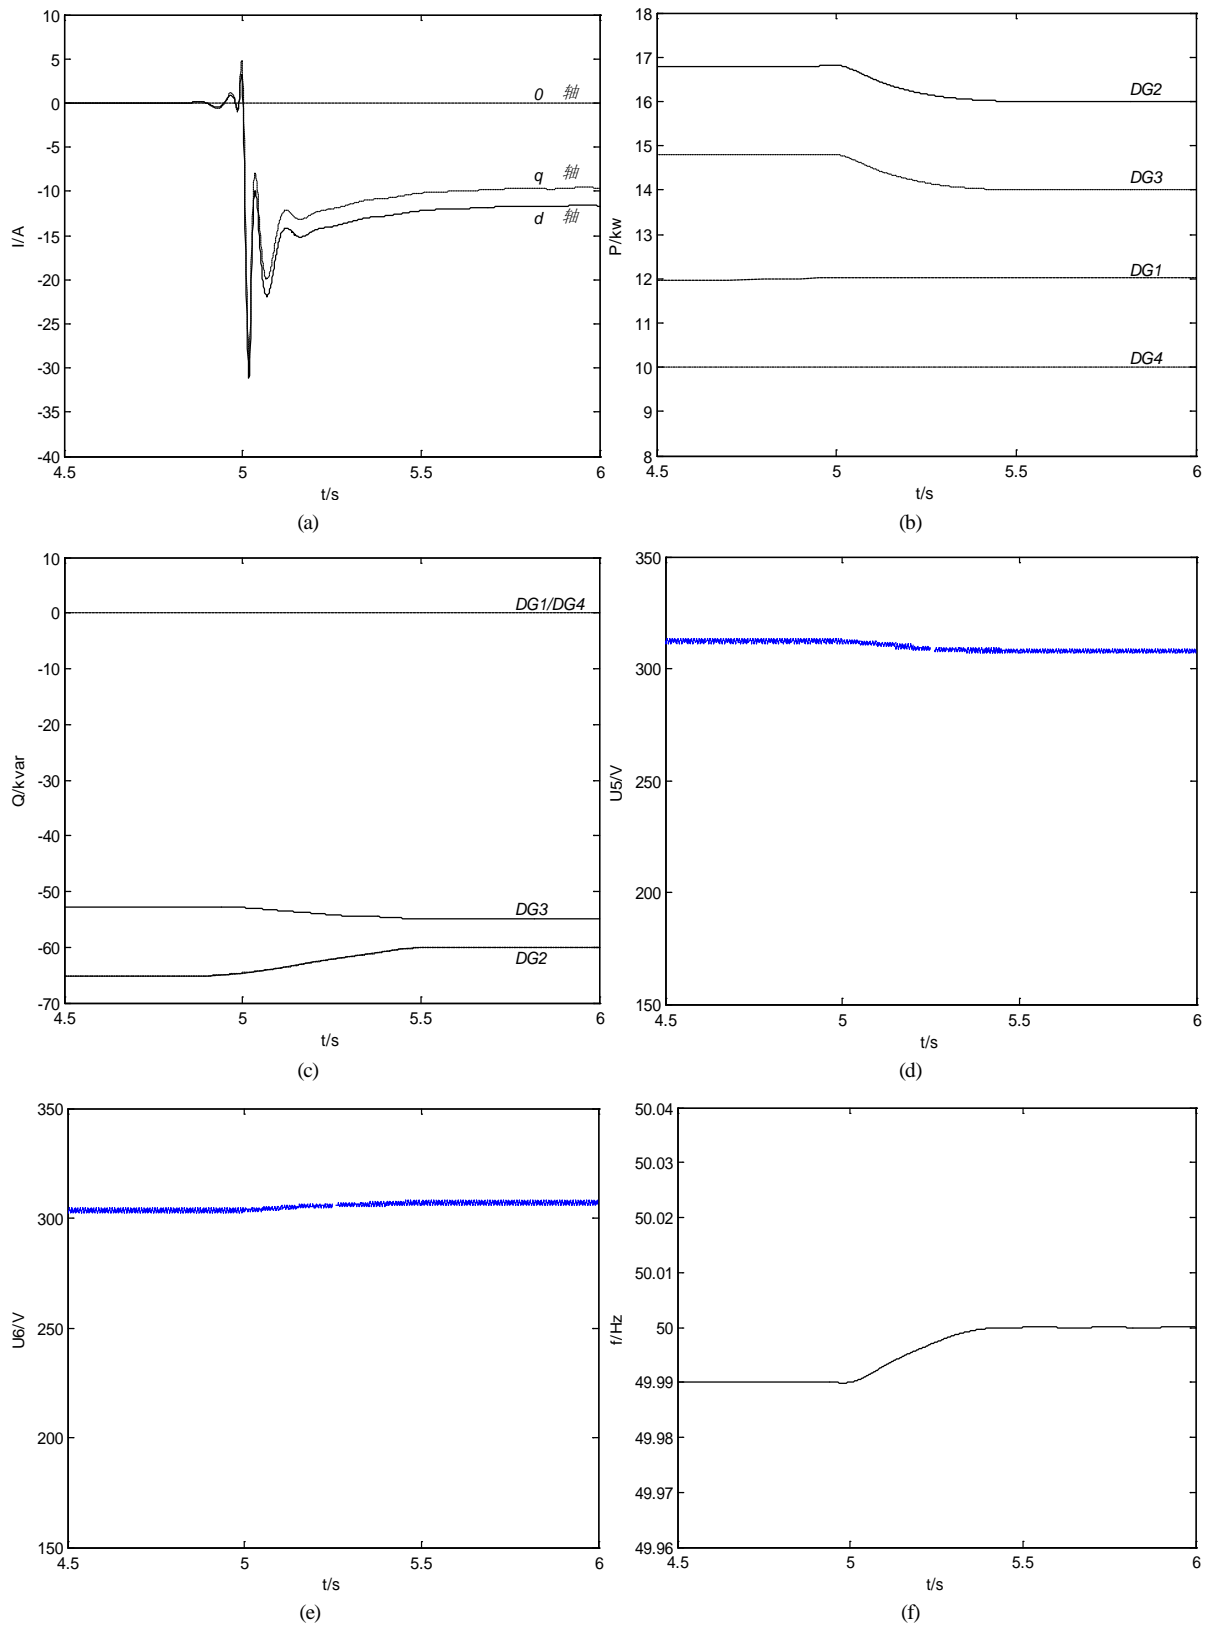 10
5
0
-5
-10
-15
-20
-25
-30
-35
-40
I/A
0 轴
q 轴
d 轴
4.5 5 5.5 6
t/s
(a)
18
17
16
15
14
13
12
11
10
9
8
P/kw
DG2
DG3
DG1
DG4
4.5 5 5.5 6
t/s
(b)
10
0
-10
-20
-30
-40
-50
-60
-70
Q/kvar
DG1/DG4
DG3
DG2
4.5 5 5.5 6
t/s
(c)
350
300
250
200
150
U5/V
4.5 5 5.5 6
t/s
(d)
350
300
250
200
150
U6/V
4.5 5 5.5 6
t/s
(e)
50.04
50.03
50.02
50.01
50
49.99
49.98
49.97
49.96
f/Hz
4.5 5 5.5 6
t/s
(f)